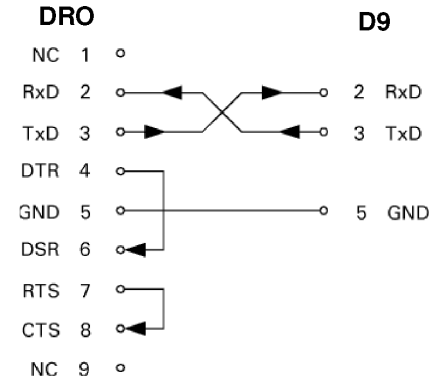 DRO D9
NC 1
RxD 2 2 RxD
TxD 3 3 TxD
DTR 4
GND 5 5 GND
DSR 6
RTS 7
CTS 8
NC 9